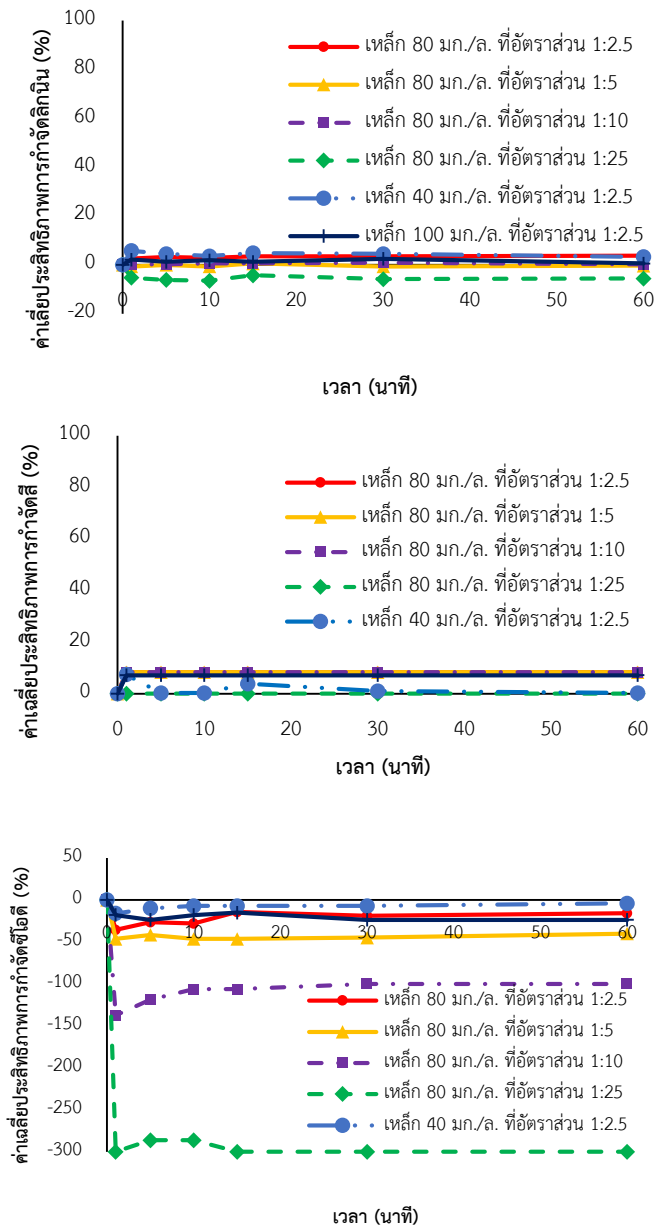 ค่าเลี่ยประสิทธิภาพการกำจัดลิกนิน (%)
100
80
60
40
20
0
-20
0
10
20
30
40
50
60
เหล็ก 80 มก./ล. ที่อัตราส่วน 1:2.5
เหล็ก 80 มก./ล. ที่อัตราส่วน 1:5
เหล็ก 80 มก./ล. ที่อัตราส่วน 1:10
เหล็ก 80 มก./ล. ที่อัตราส่วน 1:25
เหล็ก 40 มก./ล. ที่อัตราส่วน 1:2.5
เหล็ก 100 มก./ล. ที่อัตราส่วน 1:2.5
เวลา (นาที)
ค่าเฉลี่ยประสิทธิภาพการกำจัดสี (%)
100
80
60
40
20
0
0
10
20
30
40
50
60
เหล็ก 80 มก./ล. ที่อัตราส่วน 1:2.5
เหล็ก 80 มก./ล. ที่อัตราส่วน 1:5
เหล็ก 80 มก./ล. ที่อัตราส่วน 1:10
เหล็ก 80 มก./ล. ที่อัตราส่วน 1:25
เหล็ก 40 มก./ล. ที่อัตราส่วน 1:2.5
เวลา (นาที)
ค่าเฉลี่ยประสิทธิภาพการกำจัดซีโอดี (%)
50
0
-50
-100
-150
-200
-250
-300
0
10
20
30
40
50
60
เหล็ก 80 มก./ล. ที่อัตราส่วน 1:2.5
เหล็ก 80 มก./ล. ที่อัตราส่วน 1:5
เหล็ก 80 มก./ล. ที่อัตราส่วน 1:10
เหล็ก 80 มก./ล. ที่อัตราส่วน 1:25
เหล็ก 40 มก./ล. ที่อัตราส่วน 1:2.5
เวลา (นาที)